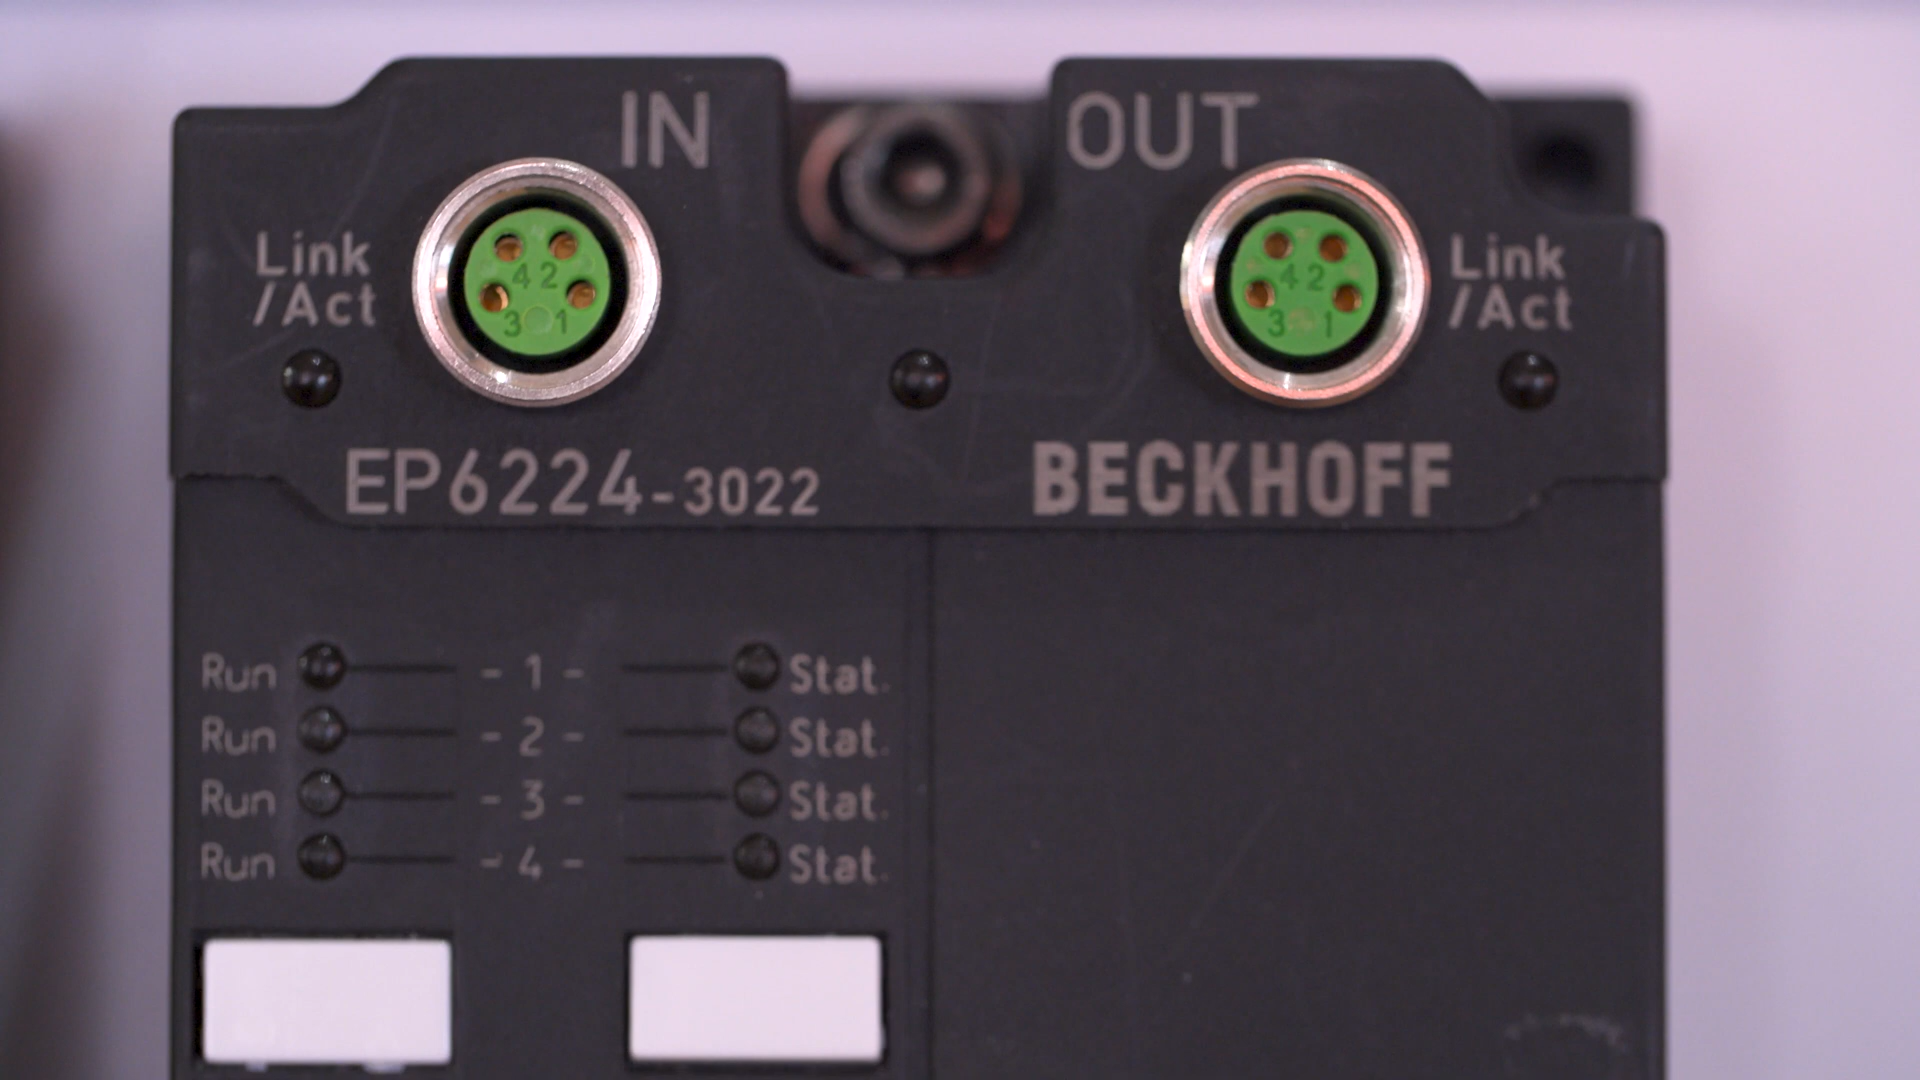 IN OUT
Link
/Act
4 2
3 1
4 2
3 1
Link
/Act
EP6224-3022
BECKHOFF
Run - 1 - Stat.
Run - 2 - Stat.
Run - 3 - Stat.
Run - 4 - Stat.